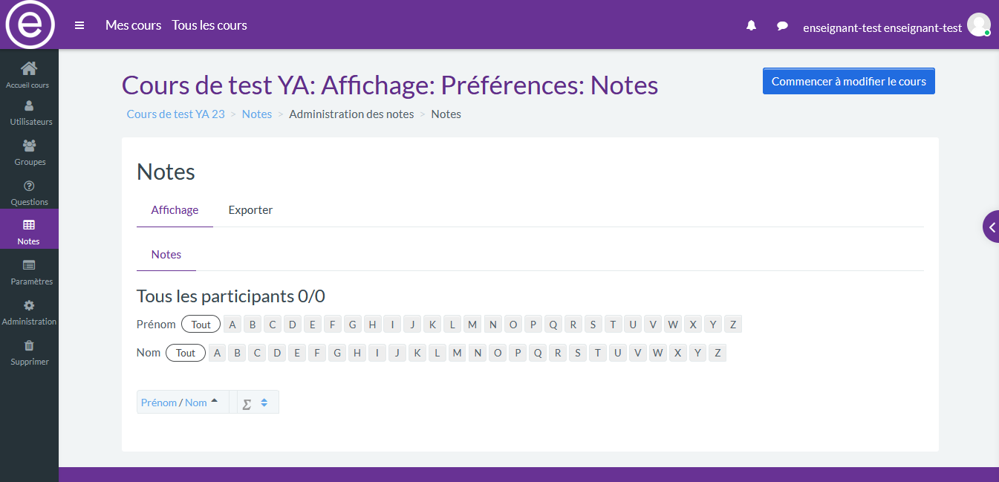 e
Mes cours Tous les cours
enseignant-test enseignant-test
Accueil cours
Utilisateurs
Groupes
Questions
Notes
Paramètres
Administration
Supprimer
Cours de test YA: Affichage: Préférences: Notes
Commencer à modifier le cours
Cours de test YA 23 > Notes > Administration des notes > Notes
Notes
Affichage Exporter
Notes
Tous les participants 0/0
Prénom Tout A B C D E F G H I J K L M N O P Q R S T U V W X Y Z
Nom Tout A B C D E F G H I J K L M N O P Q R S T U V W X Y Z
Prénom / Nom Σ